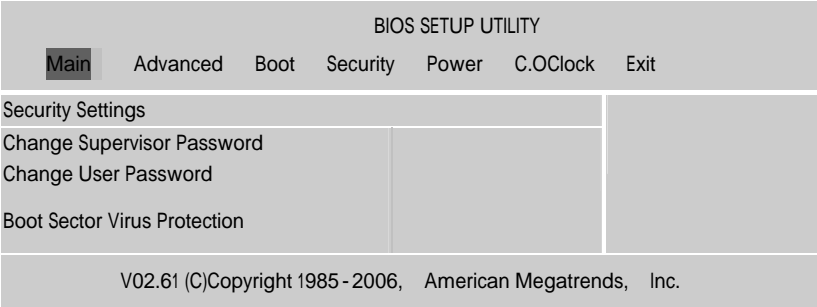 BIOS SETUP UTILITY
Main Advanced Boot Security Power C.OClock Exit
Security Settings
Change Supervisor Password
Change User Password
Boot Sector Virus Protection
V02.61 (C)Copyright 1985-2006, American Megatrends, Inc.